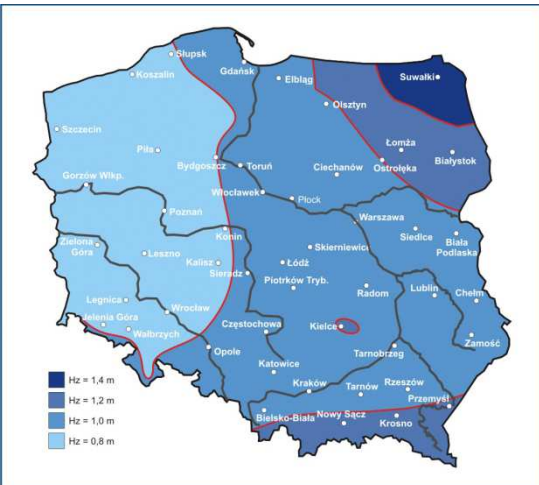 Słupsk
Gdańsk
Koszalin
Elbląg
Suwałki
Olsztyn
Szczecin
Piła
Łomża
Białystok
Bydgoszcz
Toruń
Ciechanów
Ostrołęka
Gorzów Wlkp.
Włocławek
Płock
Poznań
Warszawa
Konin
Siedlce
Biała
Podlaska
Zielona
Góra
Leszno
Kalisz
Skierniewice
Łódź
Sieradz
Piotrków Tryb.
Radom
Lublin
Chełm
Legnica
Wrocław
Jelenia Góra
Wałbrzych
Częstochowa
Kielce
Zamość
Opole
Tarnobrzeg
Katowice
Kraków
Tarnów
Rzeszów
Przemyśl
Bielsko-Biała
Nowy Sącz
Krosno
Hz = 1,4 m
Hz = 1,2 m
Hz = 1,0 m
Hz = 0,8 m